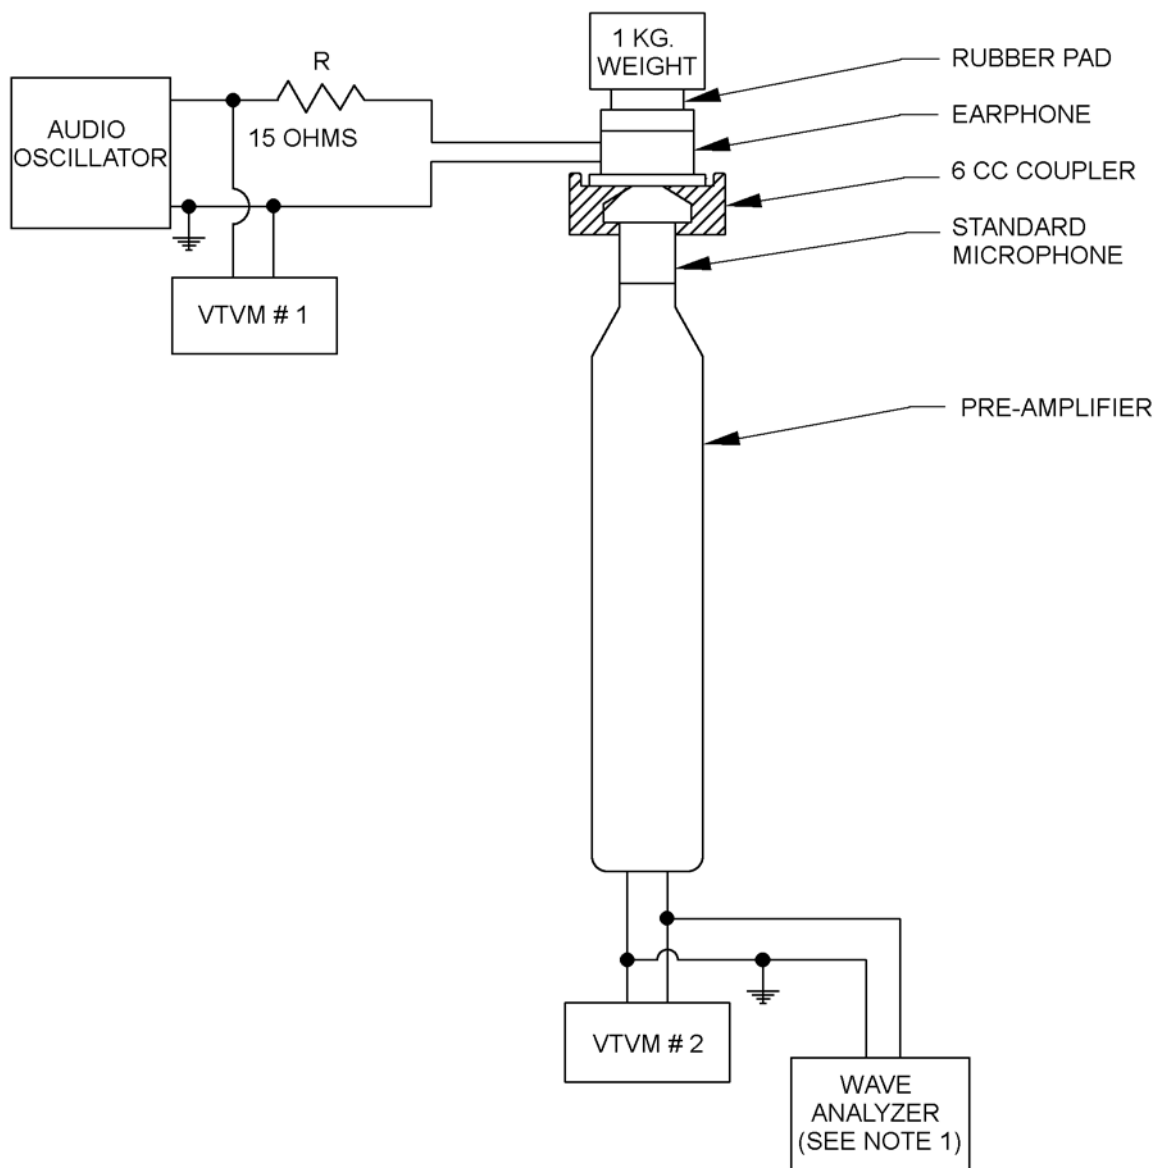 1 KG.
WEIGHT
RUBBER PAD
R
EARPHONE
AUDIO
OSCILLATOR
15 OHMS
6 CC COUPLER
STANDARD
MICROPHONE
VTVM # 1
PRE-AMPLIFIER
VTVM # 2
WAVE
ANALYZER
(SEE NOTE 1)